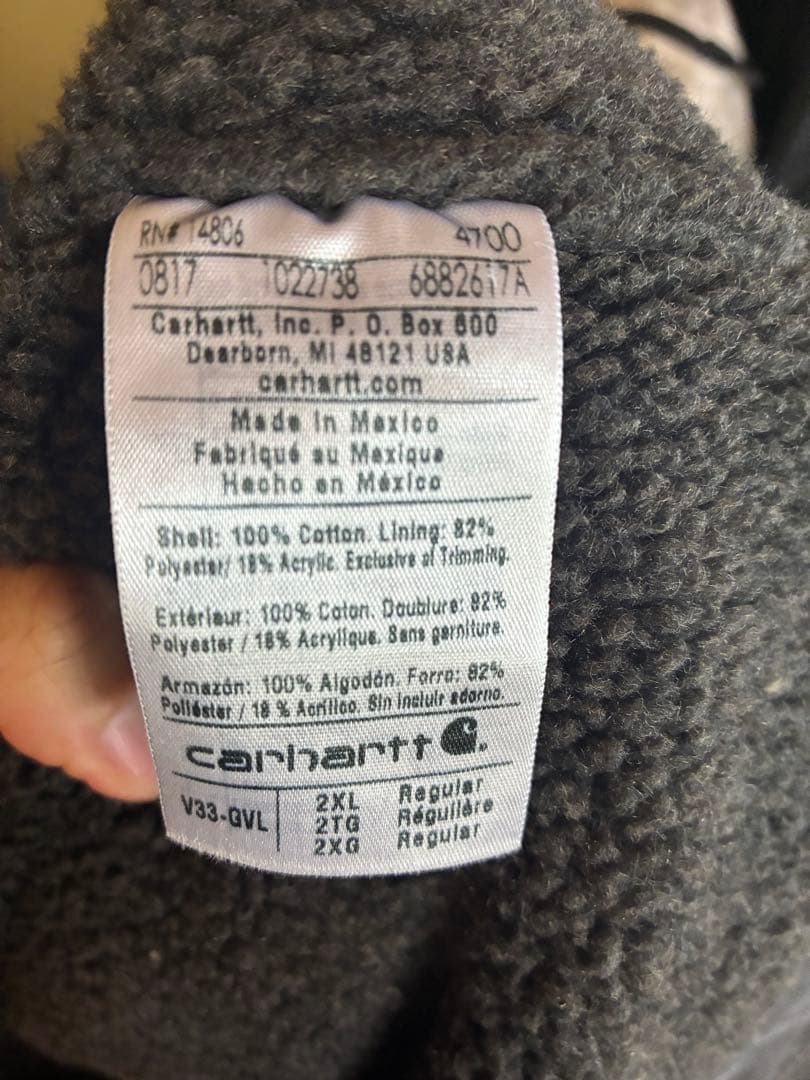 RN# 14806 4700
0817 1022738 6882617A
Carhartt, Inc. P. O. Box 600
Dearborn, MI 48121 USA
carhartt.com
Made in Mexico
Fabriqué au Mexique
Hecho en México
Shell: 100% Cotton. Lining: 82%
Polyester/ 18% Acrylic. Exclusive of Trimming.
Extérieur: 100% Coton. Doublure: 82%
Polyester / 18% Acrylique. Sans garniture.
Armazón: 100% Algodón. Forro: 82%
Poliéster / 18 % Acrílico. Sin incluir adorno.
carhartt
V33-GVL 2XL Regular
2TG Régulière
2XG Regular